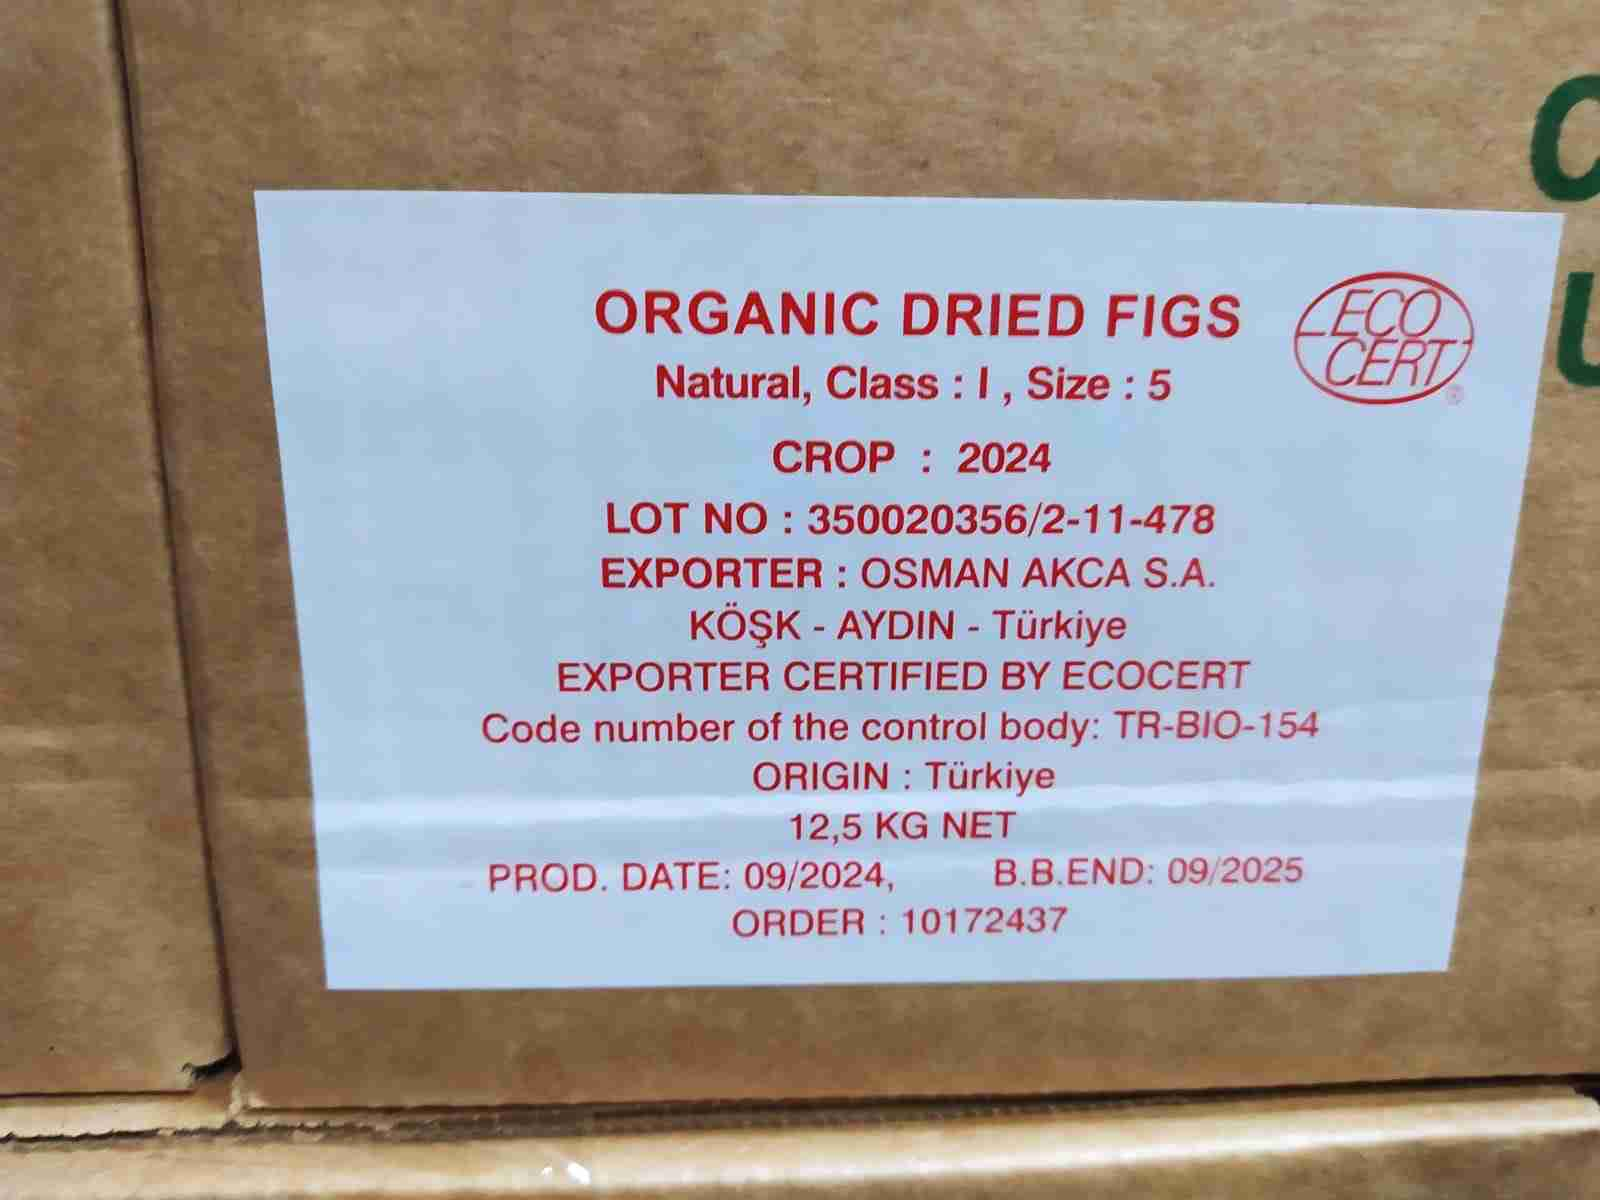 ORGANIC DRIED FIGS
ECO
CERT
®
Natural, Class : I , Size : 5
CROP : 2024
LOT NO : 350020356/2-11-478
EXPORTER : OSMAN AKCA S.A.
KÖŞK - AYDIN - Türkiye
EXPORTER CERTIFIED BY ECOCERT
Code number of the control body: TR-BIO-154
ORIGIN : Türkiye
12,5 KG NET
PROD. DATE: 09/2024, B.B.END: 09/2025
ORDER : 10172437